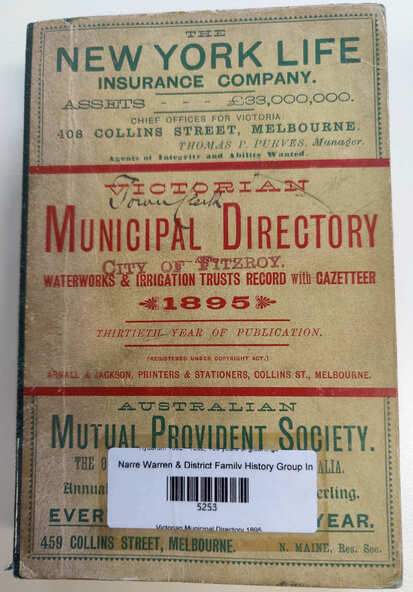 THE
NEW YORK LIFE
INSURANCE COMPANY.
ASSETS - - - £33,000,000.
CHIEF OFFICES FOR VICTORIA
408 COLLINS STREET, MELBOURNE.
THOMAS P. PURVES, Manager.
Agents of Integrity and Ability Wanted.
VICTORIAN
Town Clerk
MUNICIPAL DIRECTORY
CITY OF FITZROY.
WATERWORKS & IRRIGATION TRUSTS RECORD with GAZETTEER
1895
THIRTIETH YEAR OF PUBLICATION.
(REGISTERED UNDER COPYRIGHT ACT.)
ARNALL & JACKSON, PRINTERS & STATIONERS, COLLINS ST., MELBOURNE.
AUSTRALIAN
MUTUAL PROVIDENT SOCIETY.
THE
Narre Warren & District Family History Group In
Annual
5253
EVER YEAR.
Victorian Municipal Directory 1895
459 COLLINS STREET, MELBOURNE. N. MAINE, Res. Sec.